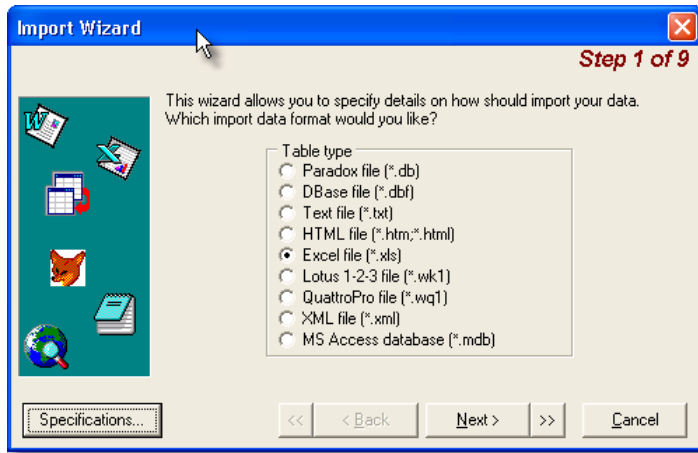 Import Wizard
Step 1 of 9
This wizard allows you to specify details on how should import your data.
Which import data format would you like?
Table type
Paradox file (*.db)
DBase file (*.dbf)
Text file (*.txt)
HTML file (*.htm;*.html)
Excel file (*.xls)
Lotus 1-2-3 file (*.wk1)
QuattroPro file (*.wq1)
XML file (*.xml)
MS Access database (*.mdb)
Specifications... << < Back Next > >> Cancel